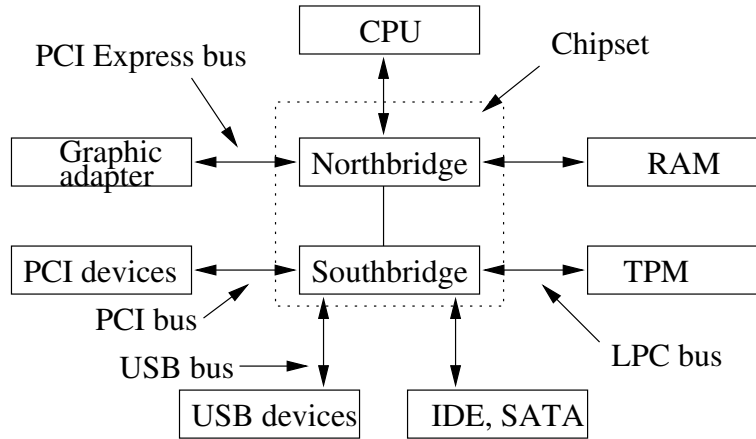 CPU
PCI Express bus
Chipset
Graphic
adapter
Northbridge
RAM
PCI devices
Southbridge
TPM
PCI bus
USB bus
LPC bus
USB devices
IDE, SATA